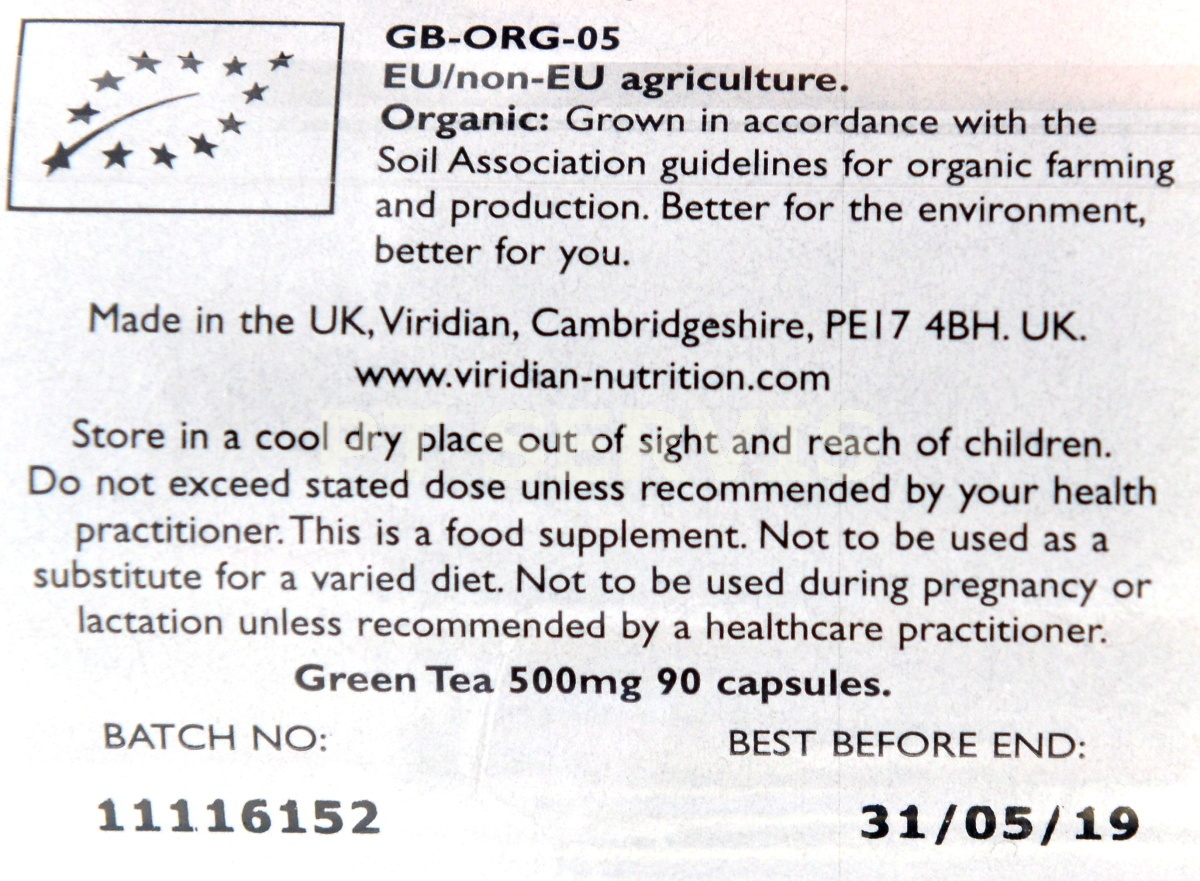 GB-ORG-05
EU/non-EU agriculture.
Organic: Grown in accordance with the
Soil Association guidelines for organic farming
and production. Better for the environment,
better for you.
Made in the UK, Viridian, Cambridgeshire, PE17 4BH. UK.
www.viridian-nutrition.com
Store in a cool dry place out of sight and reach of children.
Do not exceed stated dose unless recommended by your health
practitioner. This is a food supplement. Not to be used as a
substitute for a varied diet. Not to be used during pregnancy or
lactation unless recommended by a healthcare practitioner.
Green Tea 500mg 90 capsules.
BATCH NO:
BEST BEFORE END:
11116152
31/05/19